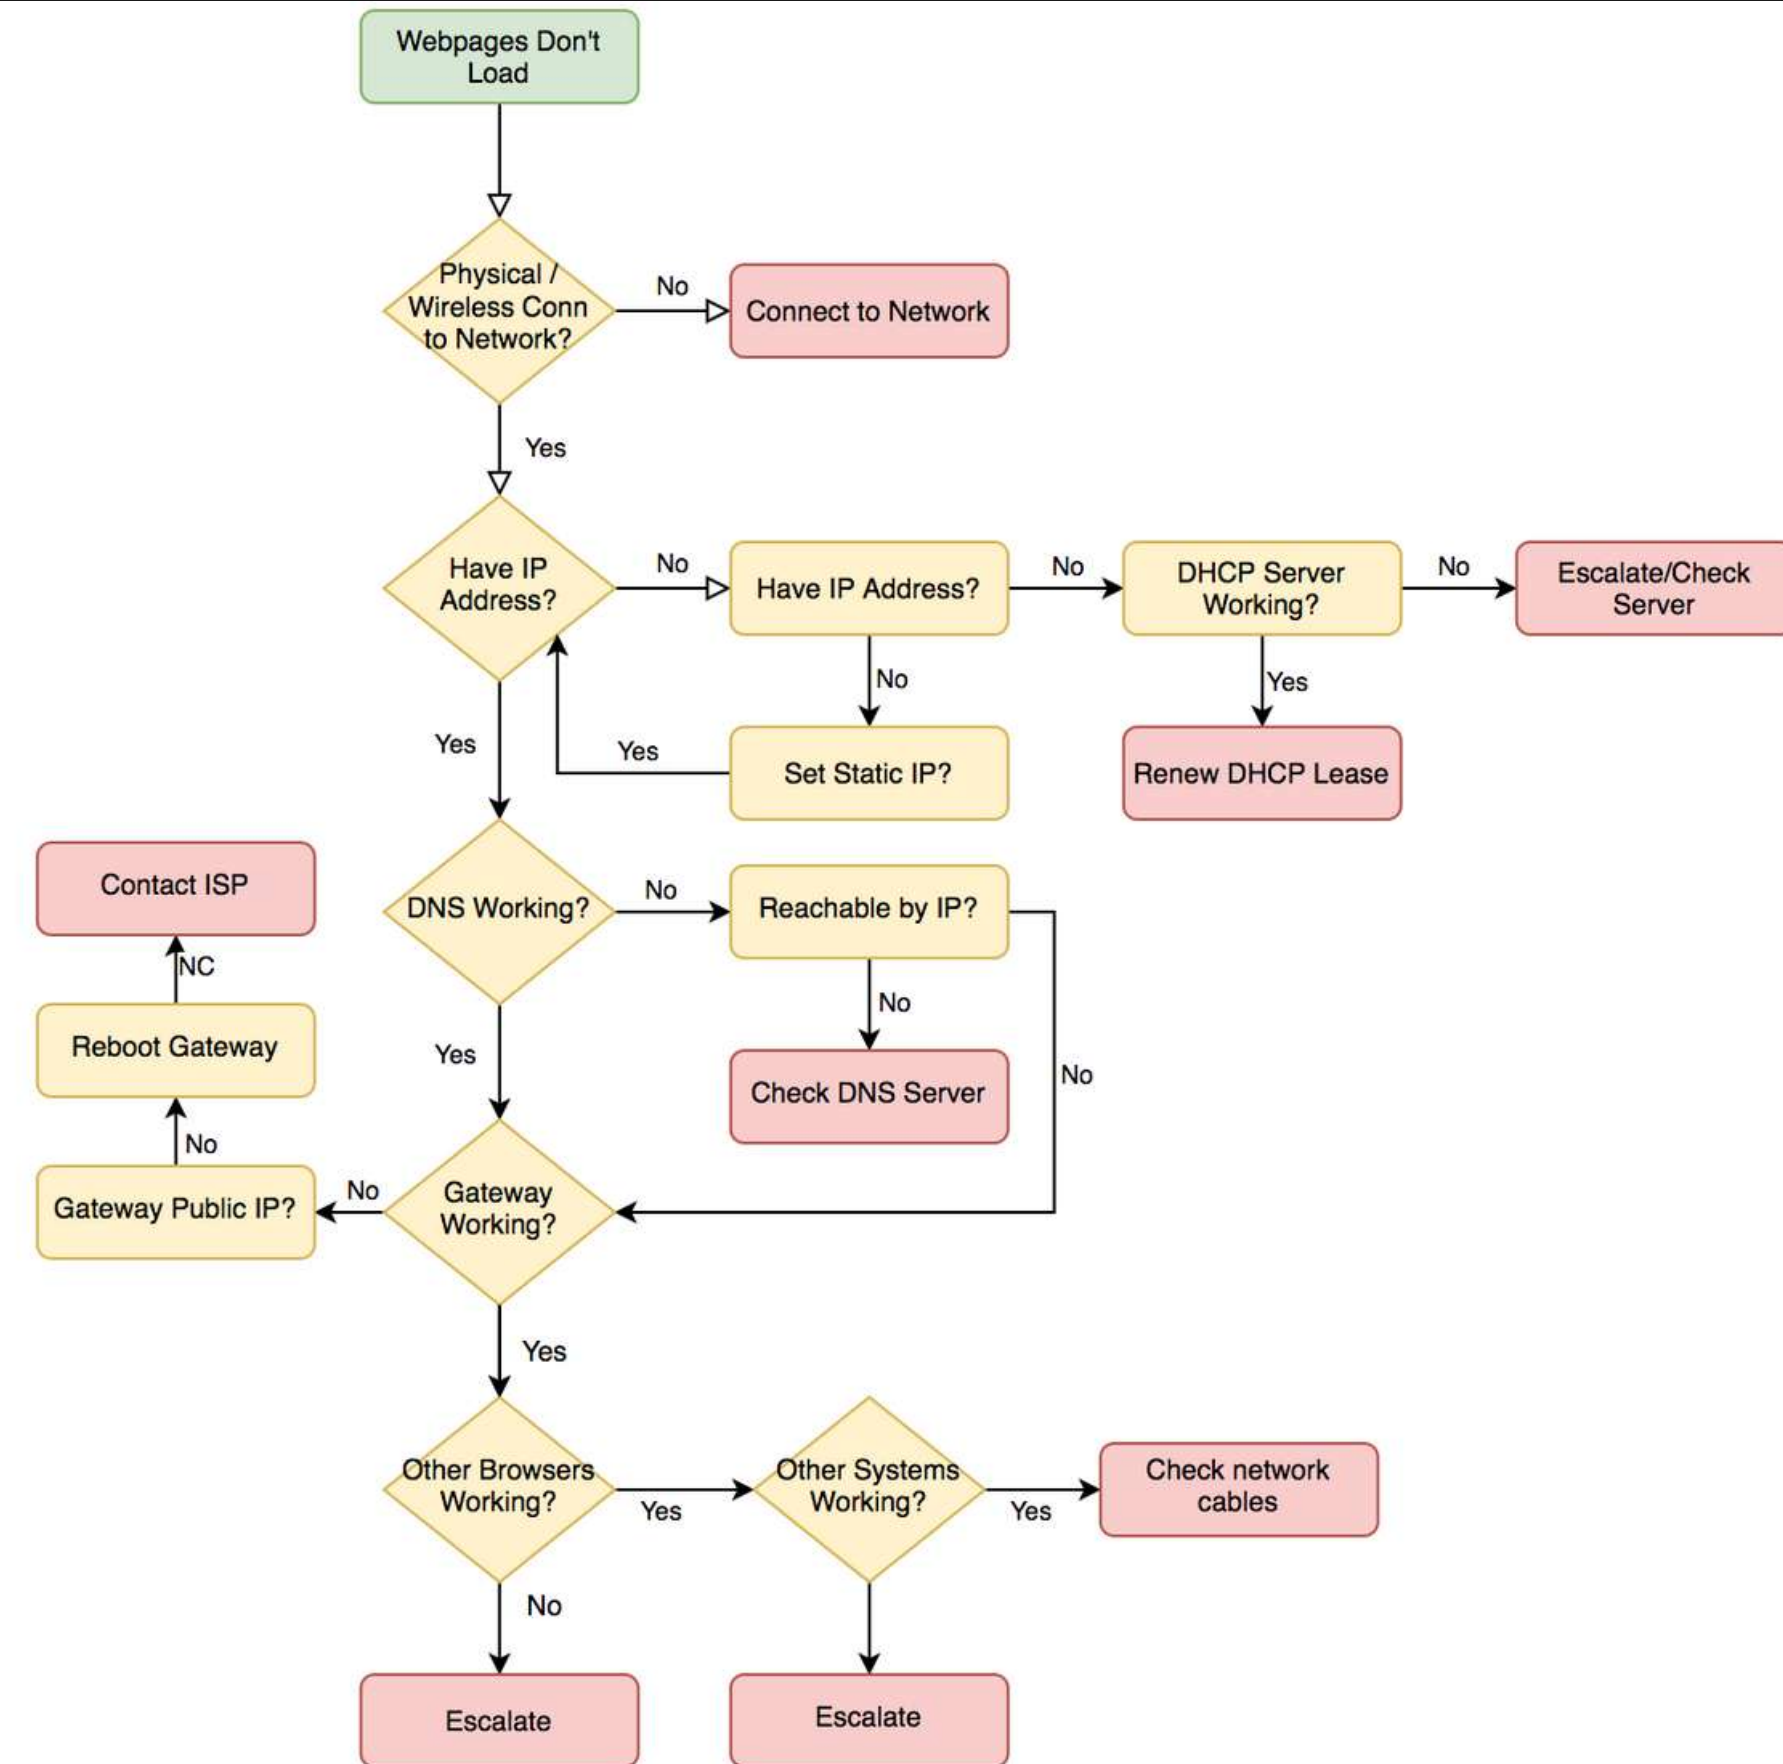 Webpages Don't
Load
Physical /
Wireless Conn
to Network?
No
Connect to Network
Yes
Have IP
Address?
No
Have IP Address?
No
DHCP Server
Working?
No
Escalate/Check
Server
No
Yes
Yes
Yes
Set Static IP?
Renew DHCP Lease
Contact ISP
DNS Working?
No
Reachable by IP?
NC
No
Reboot Gateway
Yes
Check DNS Server
No
No
Gateway Public IP?
No
Gateway
Working?
Yes
Other Browsers
Working?
Yes
Other Systems
Working?
Yes
Check network
cables
No
Escalate
Escalate